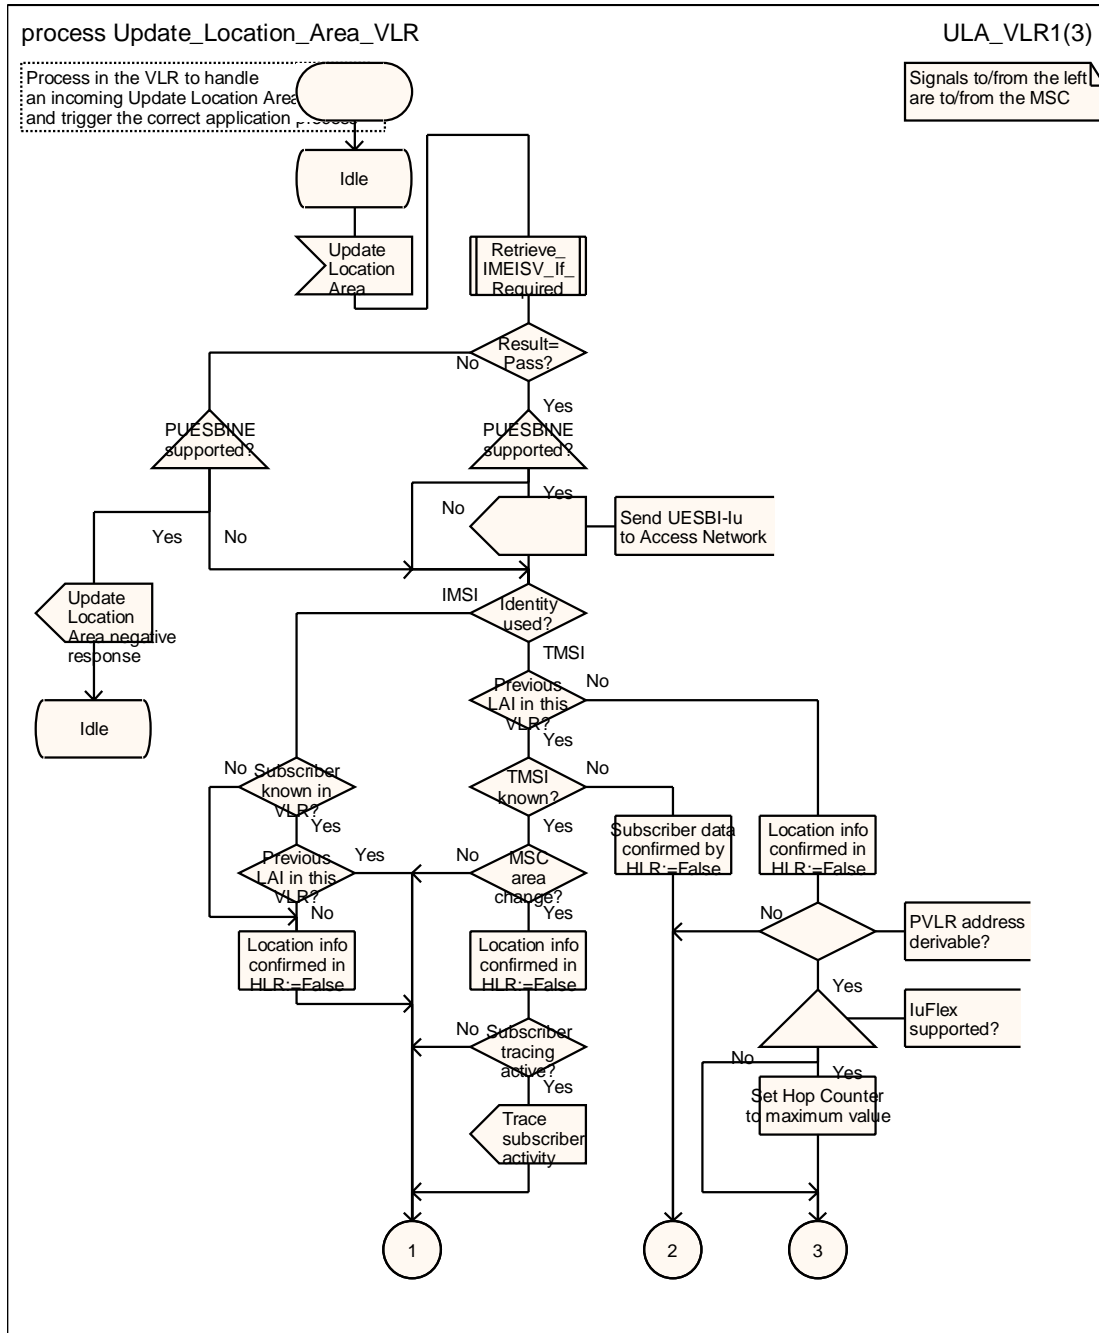 process Update_Location_Area_VLR
ULA_VLR1(3)
Process in the VLR to handle
an incoming Update Location Area
and trigger the correct application process
Signals to/from the left
are to/from the MSC
Idle
Update
Location
Area
Retrieve_
IMEISV_If_
Required
Result=
Pass?
No
Yes
PUESBINE
supported?
PUESBINE
supported?
Yes
No
Send UESBI-Iu
to Access Network
Yes
No
Update
Location
Area negative
response
Idle
IMSI
Identity
used?
TMSI
Previous
LAI in this
VLR?
No
Yes
No
Subscriber
known in
VLR?
Yes
TMSI
known?
No
Yes
Subscriber data
confirmed by
HLR:=False
Location info
confirmed in
HLR:=False
Previous
LAI in this
VLR?
Yes
No
No
MSC
area
change?
Yes
No
PVLR address
derivable?
Location info
confirmed in
HLR:=False
Location info
confirmed in
HLR:=False
Yes
IuFlex
supported?
No
Subscriber
tracing
active?
Yes
No
Yes
Set Hop Counter
to maximum value
Trace
subscriber
activity
1
2
3